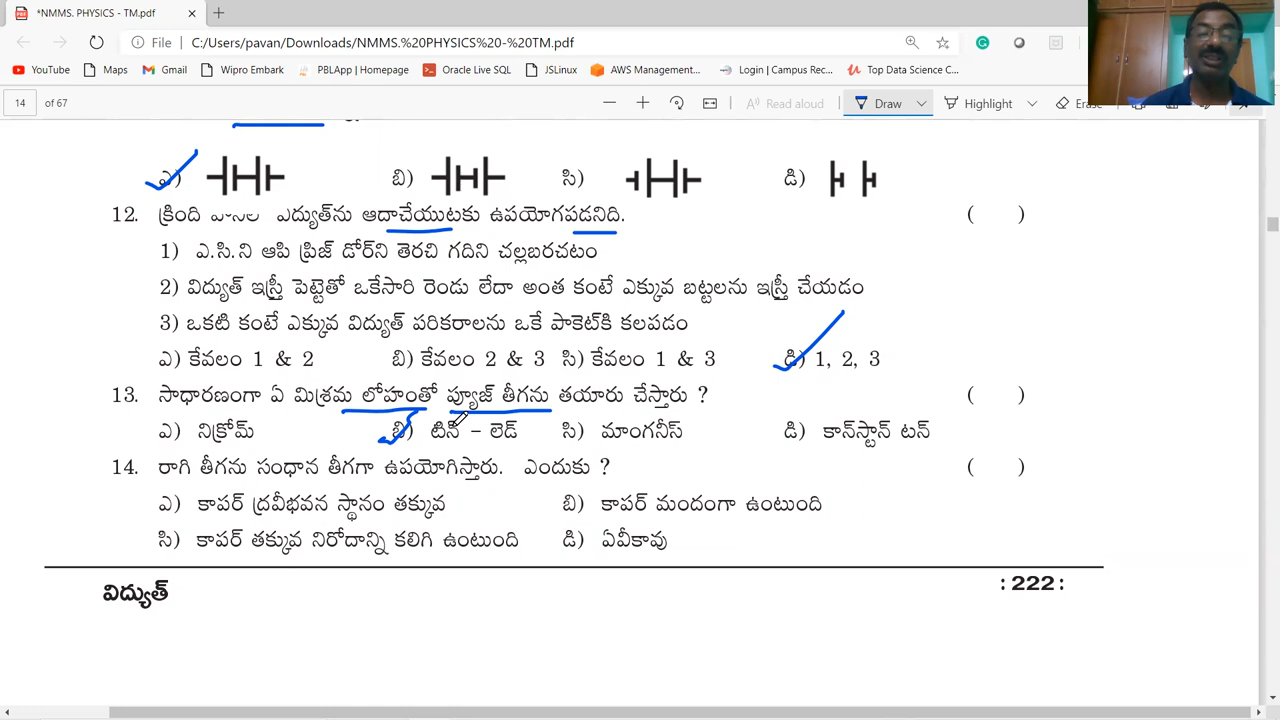 *NMMS. PHYSICS - TM.pdf
File C:/Users/pavan/Downloads/NMMS.%20PHYSICS%20-%20TM.pdf
YouTube Maps Gmail Wipro Embark PBLApp | Homepage Oracle Live SQL JSLinux AWS Management... Login | Campus Rec... Top Data Science C...
14 of 67 Read aloud Draw Highlight Erase
ఎ) బి) సి) డి)
12. క్రింది ఎద్యుత్‌ను ఆదాచేయుటకు ఉపయోగపడనిది. ( )
1) ఎ.సి.ని ఆపి ఫ్రిజ్ డోర్‌ని తెరచి గదిని చల్లబరచటం
2) విద్యుత్ ఇస్త్రీ పెట్టెతో ఒకేసారి రెండు లేదా అంత కంటే ఎక్కువ బట్టలను ఇస్త్రీ చేయడం
3) ఒకటి కంటే ఎక్కువ విద్యుత్ పరికరాలను ఒకే పాకెట్‌కి కలపడం
ఎ) కేవలం 1 & 2 బి) కేవలం 2 & 3 సి) కేవలం 1 & 3 డి) 1, 2, 3
13. సాధారణంగా ఏ మిశ్రమ లోహంతో ఫ్యూజ్ తీగను తయారు చేస్తారు ? ( )
ఎ) నిక్రోమ్ బి) టిన్ – లెడ్ సి) మాంగనీస్ డి) కాన్‌స్టాన్ టన్
14. రాగి తీగను సంధాన తీగగా ఉపయోగిస్తారు. ఎందుకు ? ( )
ఎ) కాపర్ ద్రవీభవన స్థానం తక్కువ బి) కాపర్ మందంగా ఉంటుంది
సి) కాపర్ తక్కువ నిరోదాన్ని కలిగి ఉంటుంది డి) ఏవీకావు
విద్యుత్ : 222 :